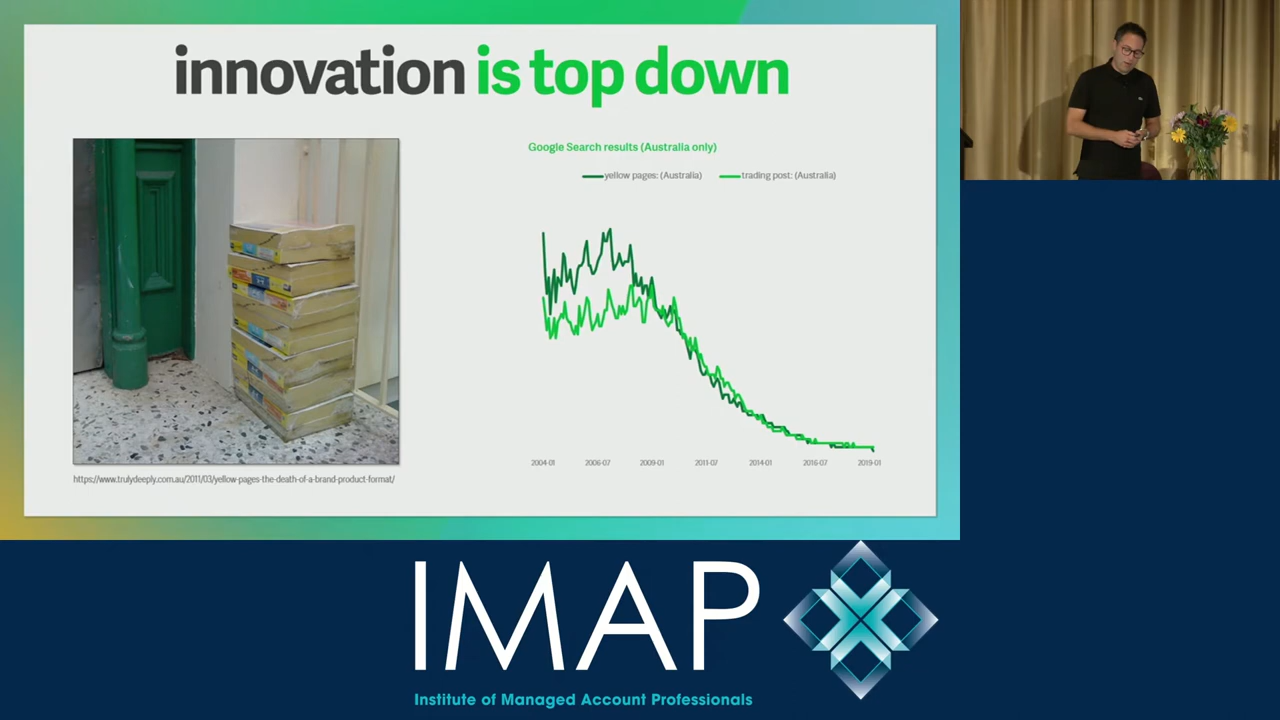 innovation is top down
Google Search results (Australia only)
yellow pages: (Australia) trading post: (Australia)
2004-01 2006-07 2009-01 2011-07 2014-01 2016-07 2019-01
https://www.trulydeeply.com.au/2011/03/yellow-pages-the-death-of-a-brand-product-format/
IMAP
Institute of Managed Account Professionals